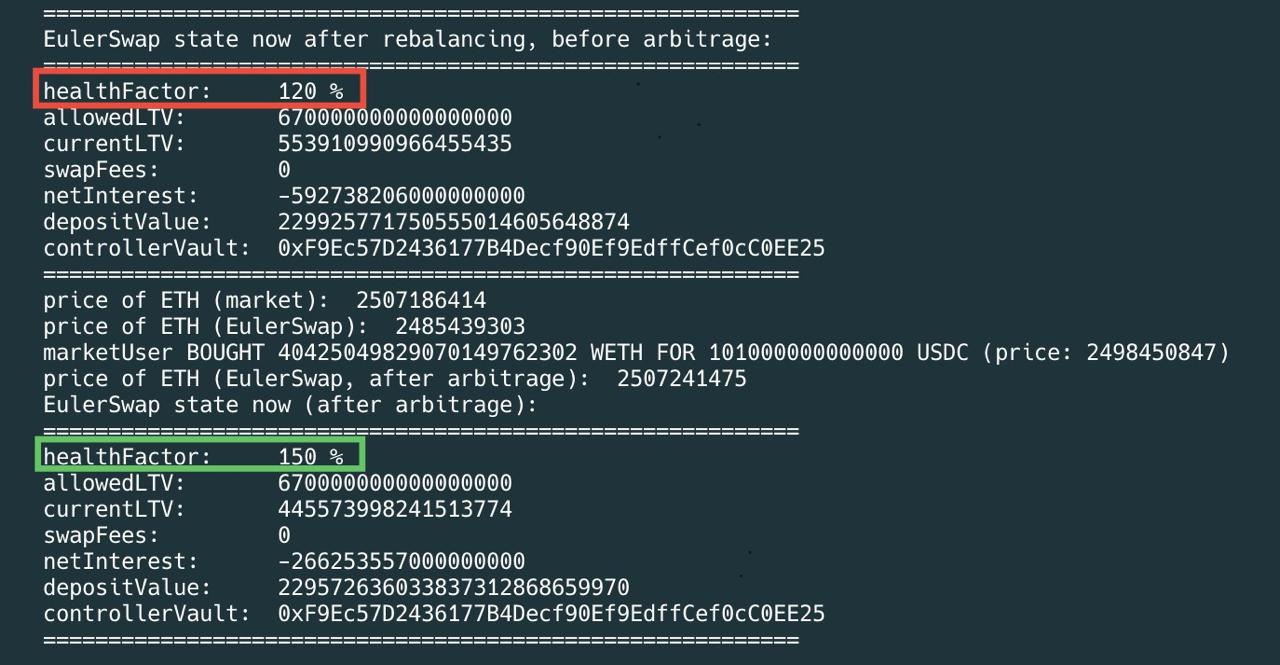 ==========================================================
EulerSwap state now after rebalancing, before arbitrage:
==========================================================
healthFactor: 120 %
allowedLTV: 670000000000000000
currentLTV: 553910990966455435
swapFees: 0
netInterest: -592738206000000000
depositValue: 229925771750555014605648874
controllerVault: 0xF9Ec57D2436177B4Decf90Ef9EdffCef0cC0EE25
==========================================================
price of ETH (market): 2507186414
price of ETH (EulerSwap): 2485439303
marketUser BOUGHT 40425049829070149762302 WETH FOR 101000000000000 USDC (price: 2498450847)
price of ETH (EulerSwap, after arbitrage): 2507241475
EulerSwap state now (after arbitrage):
==========================================================
healthFactor: 150 %
allowedLTV: 670000000000000000
currentLTV: 445573998241513774
swapFees: 0
netInterest: -266253557000000000
depositValue: 229572636033837312868659970
controllerVault: 0xF9Ec57D2436177B4Decf90Ef9EdffCef0cC0EE25
==========================================================